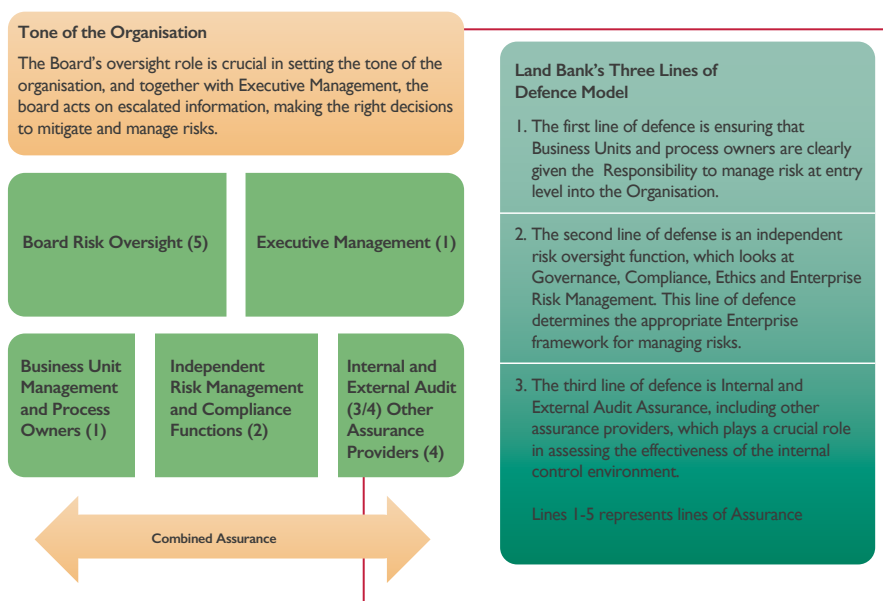 Tone of the Organisation
The Board's oversight role is crucial in setting the tone of the
organisation, and together with Executive Management, the
board acts on escalated information, making the right decisions
to mitigate and manage risks.
Board Risk Oversight (5)
Executive Management (1)
Business Unit
Management
and Process
Owners (1)
Independent
Risk Management
and Compliance
Functions (2)
Internal and
External Audit
(3/4) Other
Assurance
Providers (4)
Combined Assurance
Land Bank's Three Lines of
Defence Model
1. The first line of defence is ensuring that
Business Units and process owners are clearly
given the Responsibility to manage risk at entry
level into the Organisation.
2. The second line of defense is an independent
risk oversight function, which looks at
Governance, Compliance, Ethics and Enterprise
Risk Management. This line of defence
determines the appropriate Enterprise
framework for managing risks.
3. The third line of defence is Internal and
External Audit Assurance, including other
assurance providers, which plays a crucial role
in assessing the effectiveness of the internal
control environment.
Lines 1-5 represents lines of Assurance